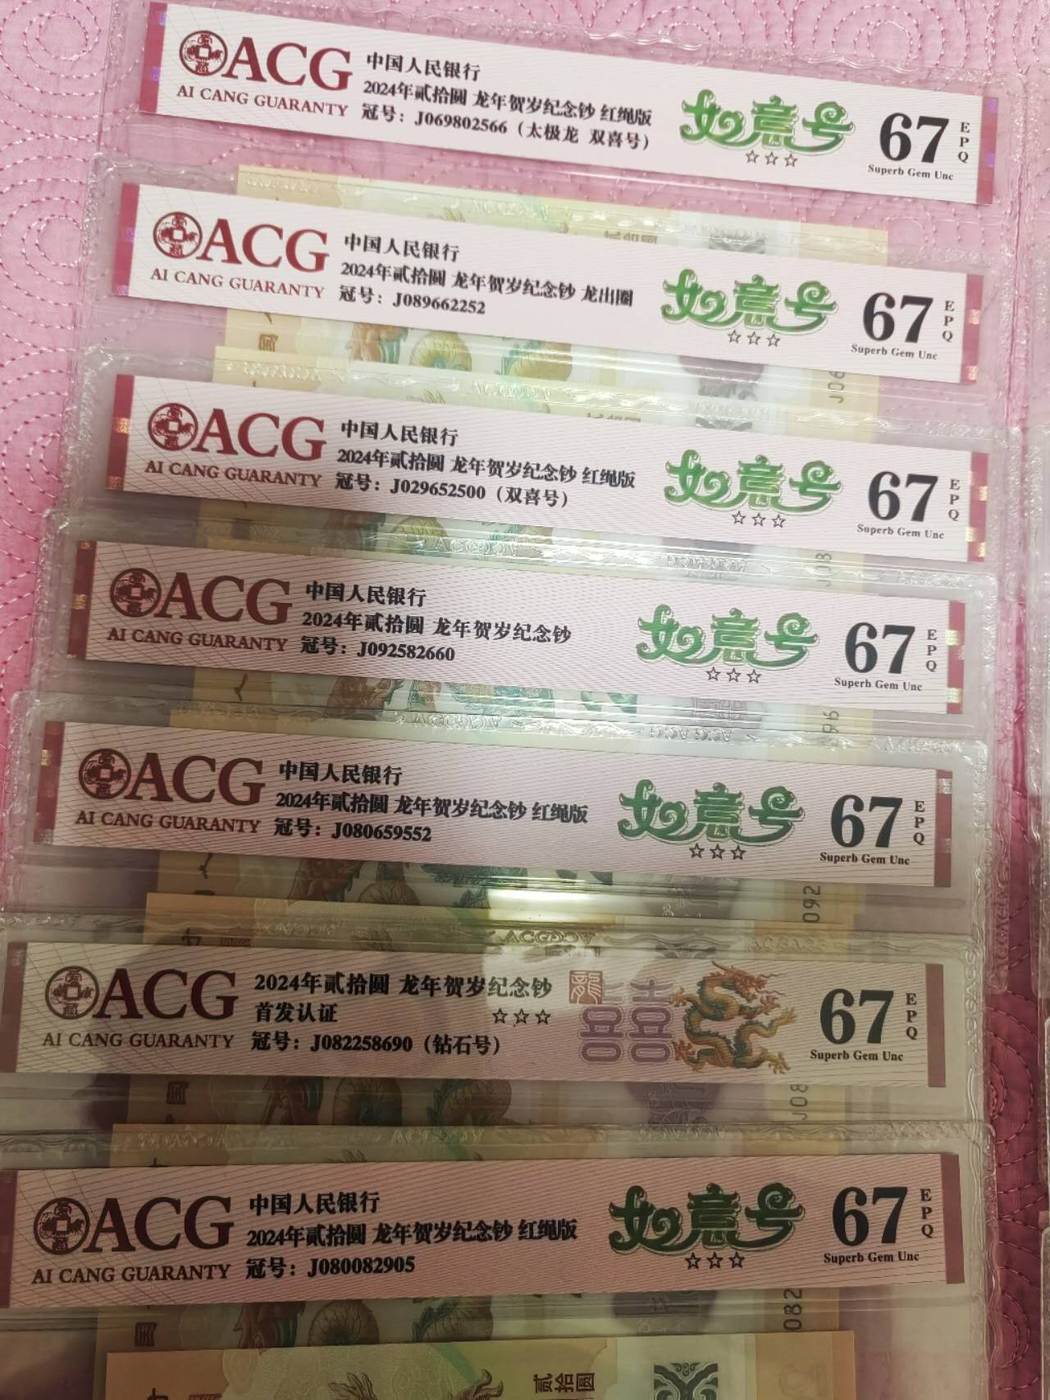 ACG
AI CANG GUARANTY
中国人民银行
2024年贰拾圆 龙年贺岁纪念钞 红绳版
冠号：J069802566（太极龙 双喜号）
如意号
☆☆☆
67
EPQ
Superb Gem Unc
ACG
AI CANG GUARANTY
中国人民银行
2024年贰拾圆 龙年贺岁纪念钞 龙出圈
冠号：J089662252
如意号
☆☆☆
67
EPQ
Superb Gem Unc
ACG
AI CANG GUARANTY
中国人民银行
2024年贰拾圆 龙年贺岁纪念钞 红绳版
冠号：J029652500（双喜号）
如意号
☆☆☆
67
EPQ
Superb Gem Unc
ACG
AI CANG GUARANTY
中国人民银行
2024年贰拾圆 龙年贺岁纪念钞
冠号：J092582660
如意号
☆☆☆
67
EPQ
Superb Gem Unc
ACG
AI CANG GUARANTY
中国人民银行
2024年贰拾圆 龙年贺岁纪念钞 红绳版
冠号：J080659552
如意号
☆☆☆
67
EPQ
Superb Gem Unc
092
ACG
AI CANG GUARANTY
2024年贰拾圆 龙年贺岁纪念钞
首发认证
☆☆☆
冠号：J082258690（钻石号）
龍
囍
67
EPQ
Superb Gem Unc
J08
ACG
AI CANG GUARANTY
中国人民银行
2024年贰拾圆 龙年贺岁纪念钞 红绳版
冠号：J080082905
如意号
☆☆☆
67
EPQ
Superb Gem Unc
082
貳拾圓